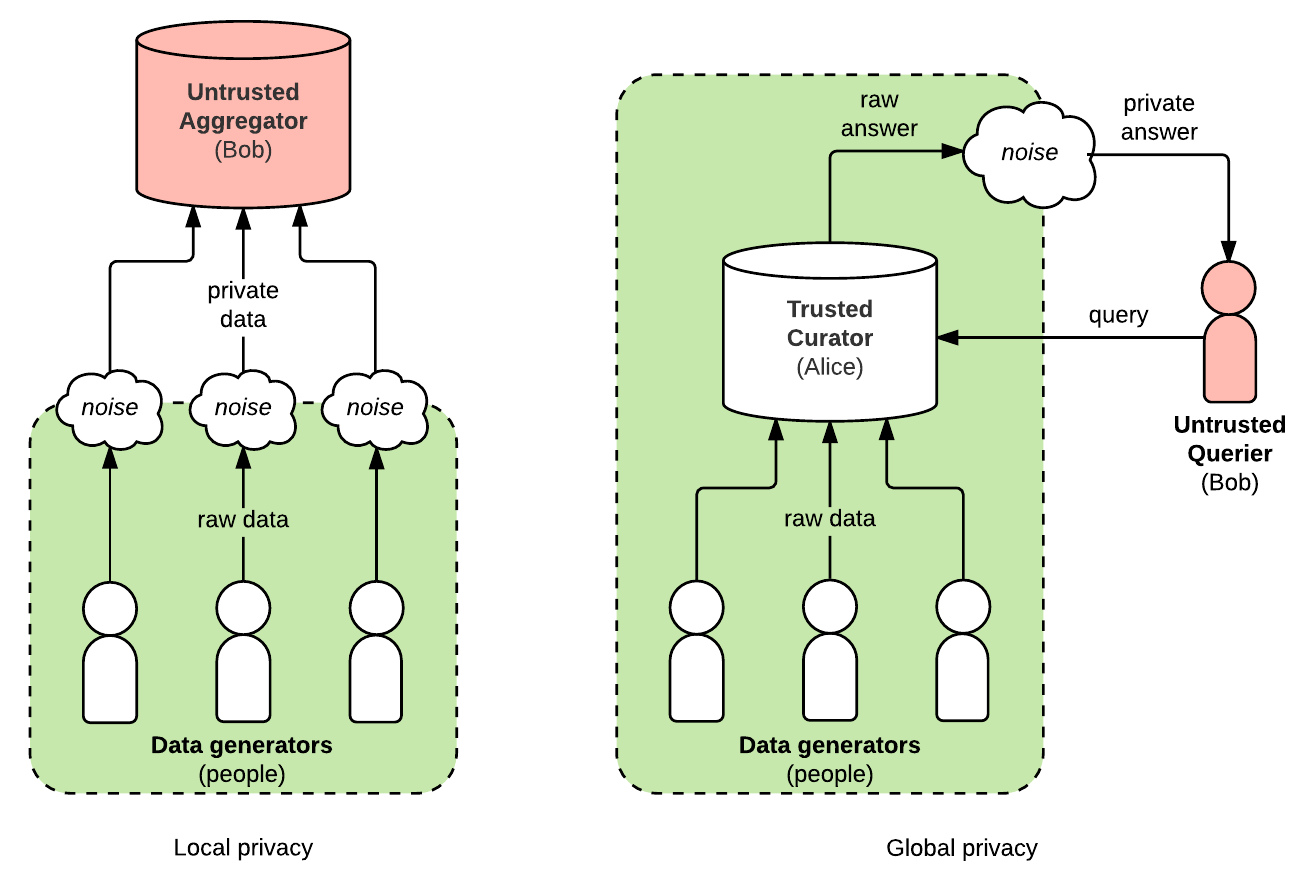 Untrusted
Aggregator
(Bob)
private
data
noise
noise
noise
raw data
Data generators
(people)
Local privacy
raw
answer
noise
private
answer
Trusted
Curator
(Alice)
query
Untrusted
Querier
(Bob)
raw data
Data generators
(people)
Global privacy